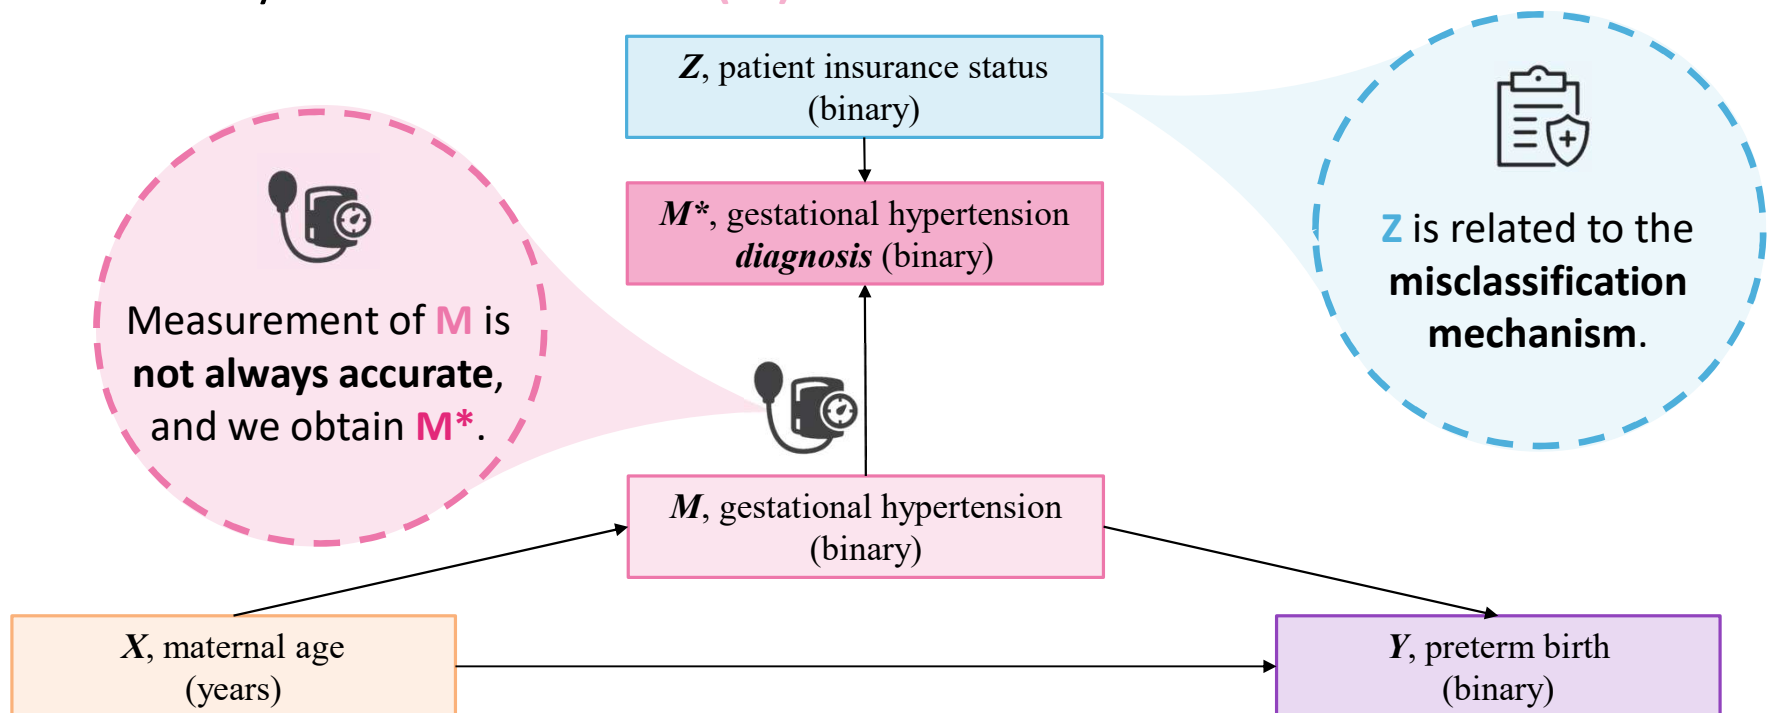 Z, patient insurance status
(binary)
M*, gestational hypertension
diagnosis (binary)
Measurement of M is
not always accurate,
and we obtain M*.
Z is related to the
misclassification
mechanism.
M, gestational hypertension
(binary)
X, maternal age
(years)
Y, preterm birth
(binary)